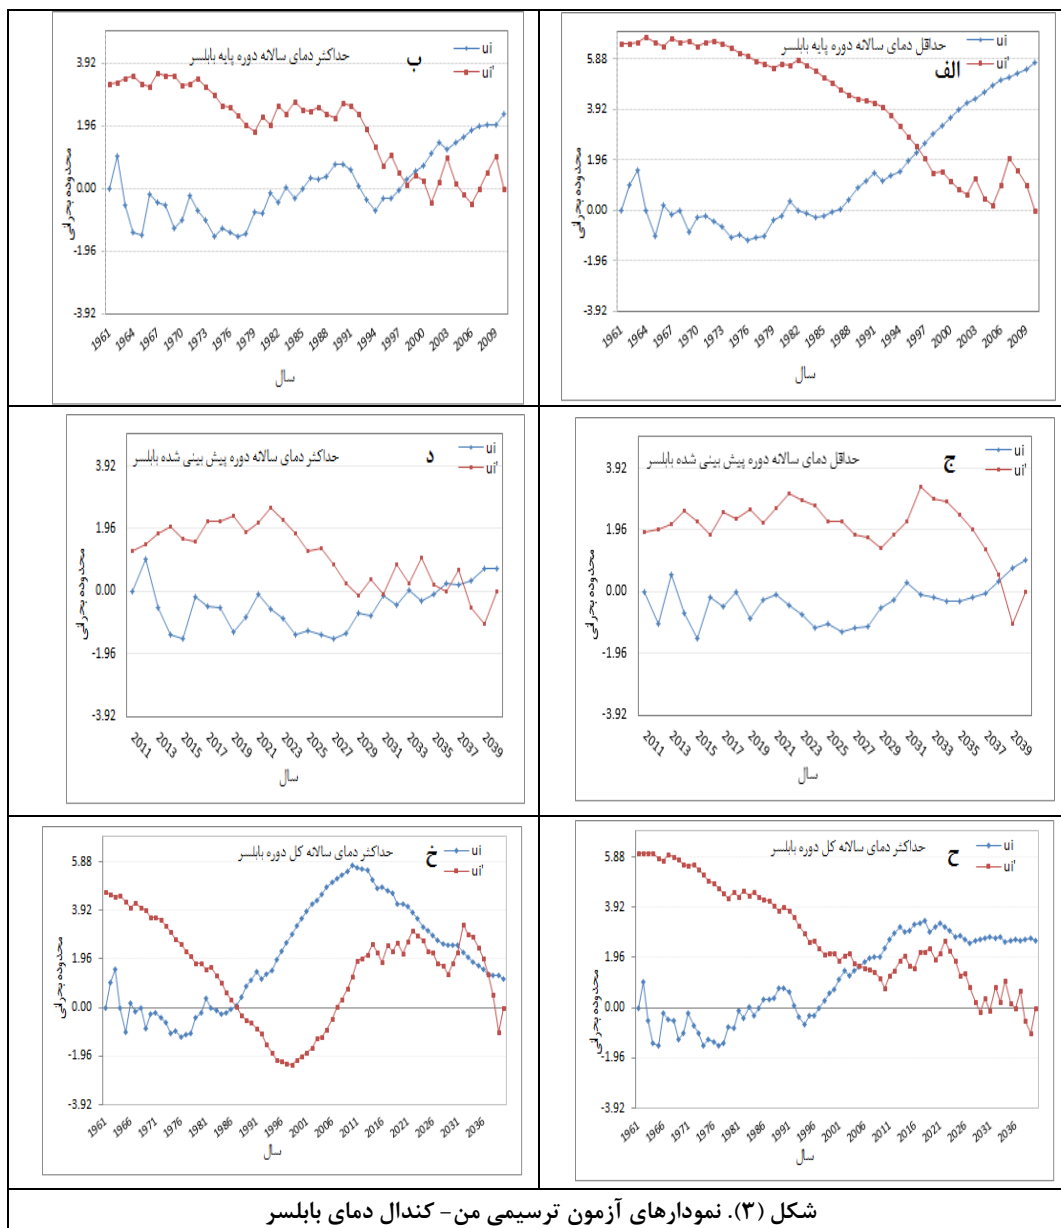 حداقل دمای سالانه دوره پایه بابلسر
الف
ui
ui'
5.88
3.92
1.96
0.00
-1.96
-3.92
محدوده بحرانی
1961 1964 1967 1970 1973 1976 1979 1982 1985 1988 1991 1994 1997 2000 2003 2006 2009
سال
حداکثر دمای سالانه دوره پایه بابلسر
ب
ui
ui'
3.92
1.96
0.00
-1.96
-3.92
محدوده بحرانی
1961 1964 1967 1970 1973 1976 1979 1982 1985 1988 1991 1994 1997 2000 2003 2006 2009
سال
حداقل دمای سالانه دوره پیش بینی شده بابلسر
ج
ui
ui'
3.92
1.96
0.00
-1.96
-3.92
محدوده بحرانی
2011 2013 2015 2017 2019 2021 2023 2025 2027 2029 2031 2033 2035 2037 2039
سال
حداکثر دمای سالانه دوره پیش بینی شده بابلسر
د
ui
ui'
3.92
1.96
0.00
-1.96
-3.92
محدوده بحرانی
2011 2013 2015 2017 2019 2021 2023 2025 2027 2029 2031 2033 2035 2037 2039
سال
حداکثر دمای سالانه کل دوره بابلسر
ح
ui
ui'
5.88
3.92
1.96
0.00
-1.96
-3.92
محدوده بحرانی
1961 1966 1971 1976 1981 1986 1991 1996 2001 2006 2011 2016 2021 2026 2031 2036
سال
حداکثر دمای سالانه کل دوره بابلسر
خ
ui
ui'
5.88
3.92
1.96
0.00
-1.96
-3.92
محدوده بحرانی
1961 1966 1971 1976 1981 1986 1991 1996 2001 2006 2011 2016 2021 2026 2031 2036
سال
شکل (۳). نمودارهای آزمون ترسیمی من- کندال دمای بابلسر